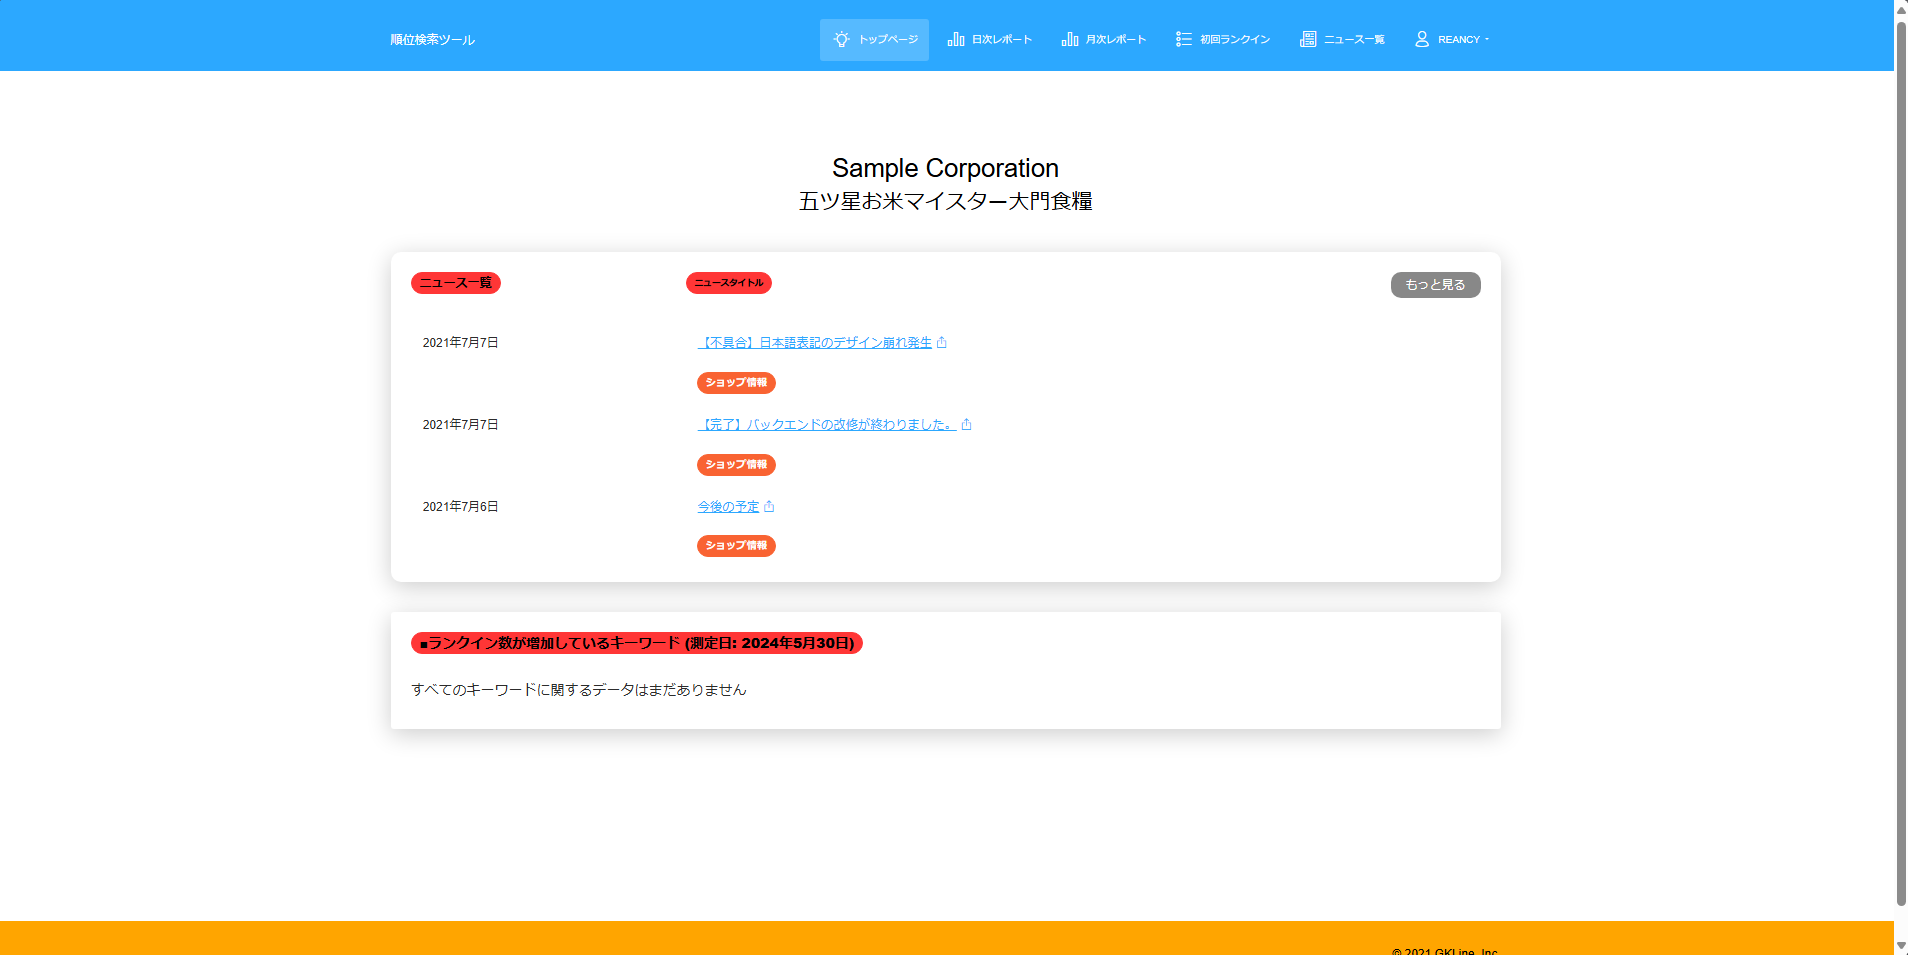 順位検索ツール
トップページ
日次レポート
月次レポート
初回ランクイン
ニュース一覧
REANCY
Sample Corporation
五ツ星お米マイスター大門食糧
ニュース一覧
ニュースタイトル
もっと見る
2021年7月7日
【不具合】日本語表記のデザイン崩れ発生
ショップ情報
2021年7月7日
【完了】バックエンドの改修が終わりました。
ショップ情報
2021年7月6日
今後の予定
ショップ情報
■ランクイン数が増加しているキーワード (測定日: 2024年5月30日)
すべてのキーワードに関するデータはまだありません
© 2021 GKLine, Inc.